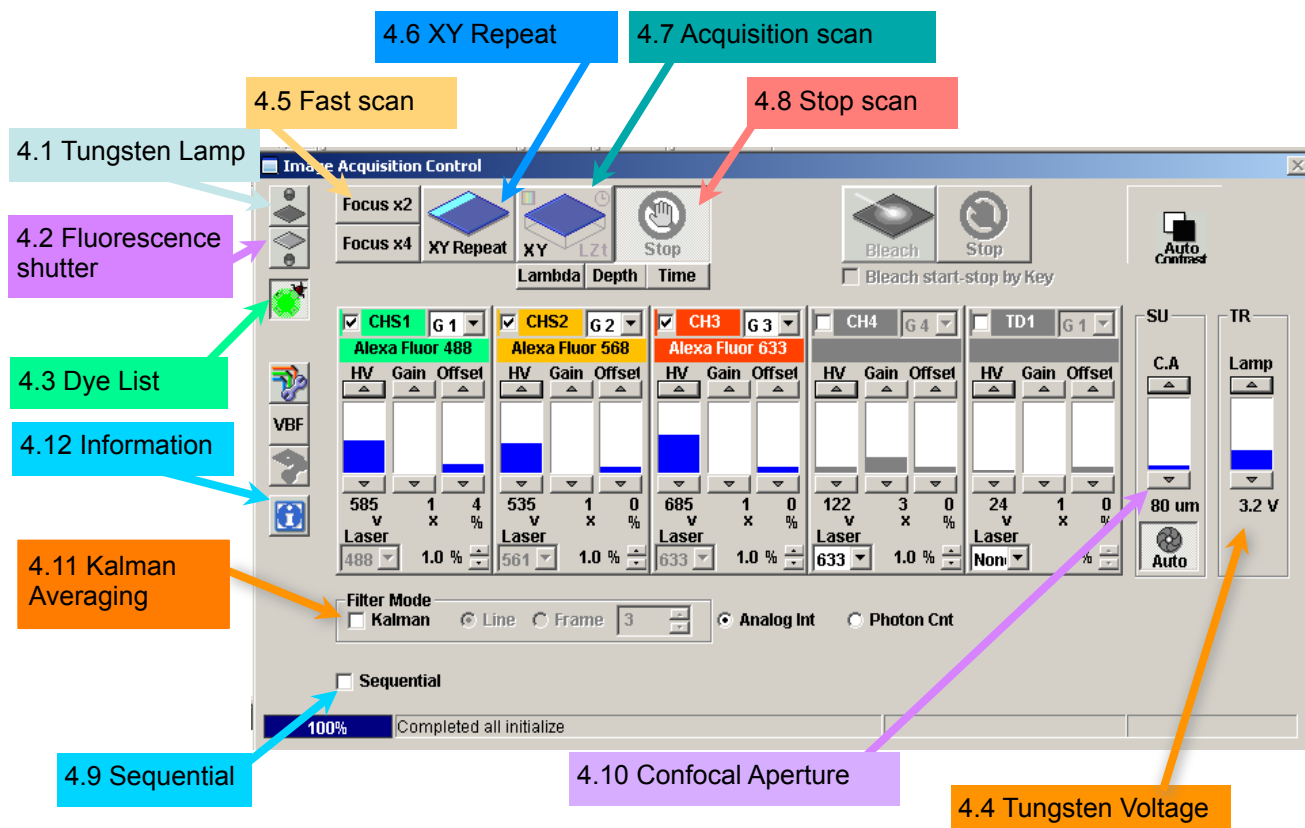 4.6 XY Repeat
4.7 Acquisition scan
4.5 Fast scan
4.8 Stop scan
4.1 Tungsten Lamp
Image Acquisition Control
4.2 Fluorescence
shutter
Focus x2
Focus x4
XY Repeat
XY
LZt
Stop
Bleach
Stop
Auto
Contrast
Lambda Depth Time
Bleach start-stop by Key
4.3 Dye List
4.12 Information
VBF
CHS1 G 1
Alexa Fluor 488
HV Gain Offset
585 1 4
V X %
Laser
488 1.0 %
CHS2 G 2
Alexa Fluor 568
HV Gain Offset
535 1 0
V X %
Laser
561 1.0 %
CH3 G 3
Alexa Fluor 633
HV Gain Offset
685 1 0
V X %
Laser
633 1.0 %
CH4 G 4
HV Gain Offset
122 3 0
V X %
Laser
633 1.0 %
TD1 G 1
HV Gain Offset
24 1 0
V X %
Laser
Non %
SU
C.A
80 um
Auto
TR
Lamp
3.2 V
4.11 Kalman
Averaging
Filter Mode
Kalman Line Frame 3
Analog Int Photon Cnt
Sequential
100% Completed all initialize
4.9 Sequential
4.10 Confocal Aperture
4.4 Tungsten Voltage